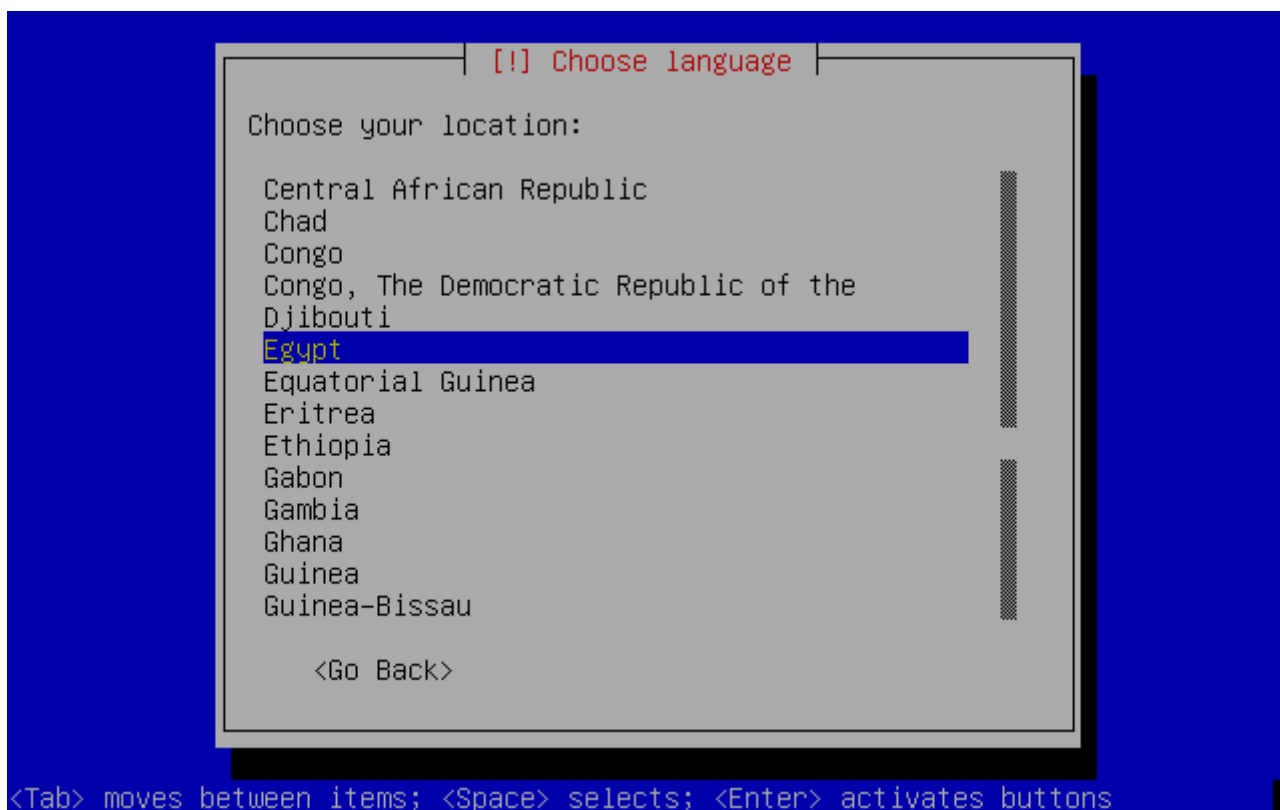 [!] Choose language
Choose your location:
Central African Republic
Chad
Congo
Congo, The Democratic Republic of the
Djibouti
Egypt
Equatorial Guinea
Eritrea
Ethiopia
Gabon
Gambia
Ghana
Guinea
Guinea-Bissau
<Go Back>
<Tab> moves between items; <Space> selects; <Enter> activates buttons